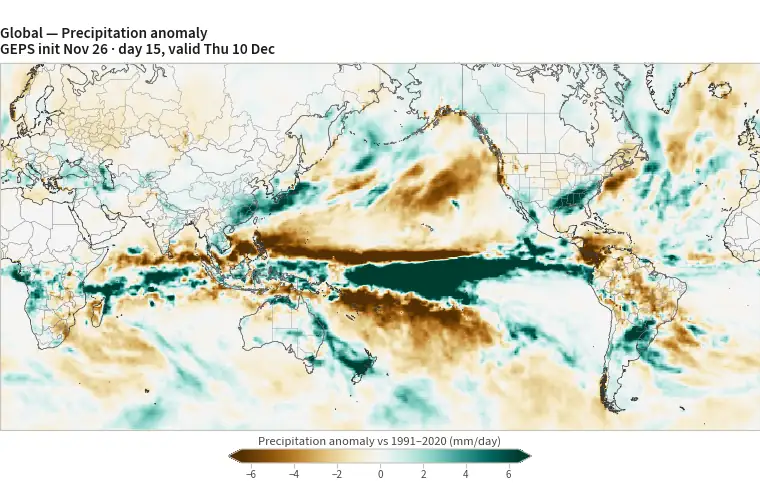 Global — Precipitation anomaly
GEPS init Nov 26 · day 15, valid Thu 10 Dec
Precipitation anomaly vs 1991–2020 (mm/day)
−6 −4 −2 0 2 4 6